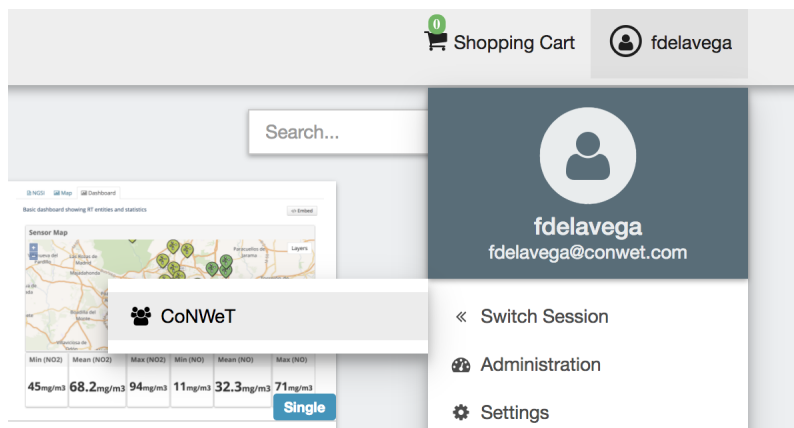 0
Shopping Cart
fdelavega
Search...
fdelavega
fdelavega@conwet.com
NGSI Map Dashboard
Basic dashboard showing RT entities and statistics
Embed
Sensor Map
Layers
CoNWeT
Switch Session
Administration
Settings
Min (NO2) Mean (NO2) Max (NO2) Min (NO) Mean (NO) Max (NO)
45mg/m3 68.2mg/m3 94mg/m3 11mg/m3 32.3mg/m3 71mg/m3
Single